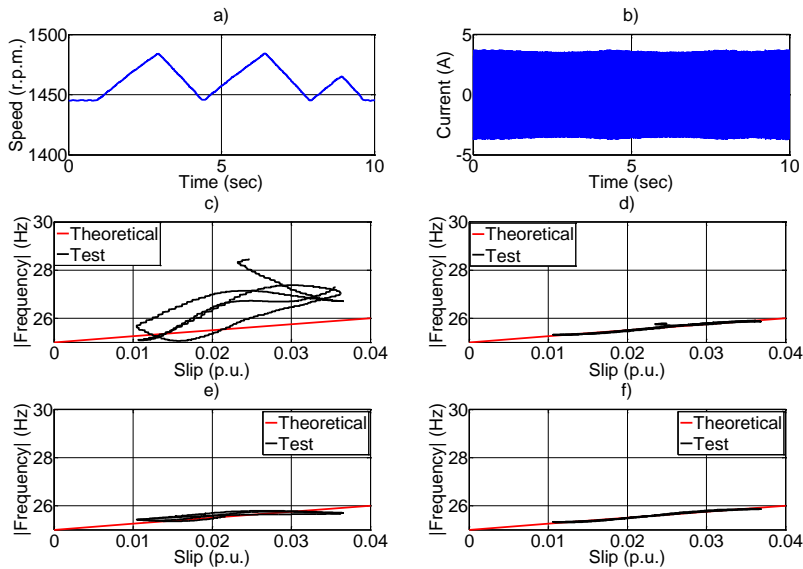 a)
1500
1450
1400
Speed (r.p.m.)
0
5
10
Time (sec)
b)
5
0
-5
Current (A)
0
5
10
Time (sec)
c)
30
28
26
|Frequency| (Hz)
Theoretical
Test
0
0.01
0.02
0.03
0.04
Slip (p.u.)
d)
30
28
26
|Frequency| (Hz)
Theoretical
Test
0
0.01
0.02
0.03
0.04
Slip (p.u.)
e)
30
28
26
|Frequency| (Hz)
Theoretical
Test
0
0.01
0.02
0.03
0.04
Slip (p.u.)
f)
30
28
26
|Frequency| (Hz)
Theoretical
Test
0
0.01
0.02
0.03
0.04
Slip (p.u.)